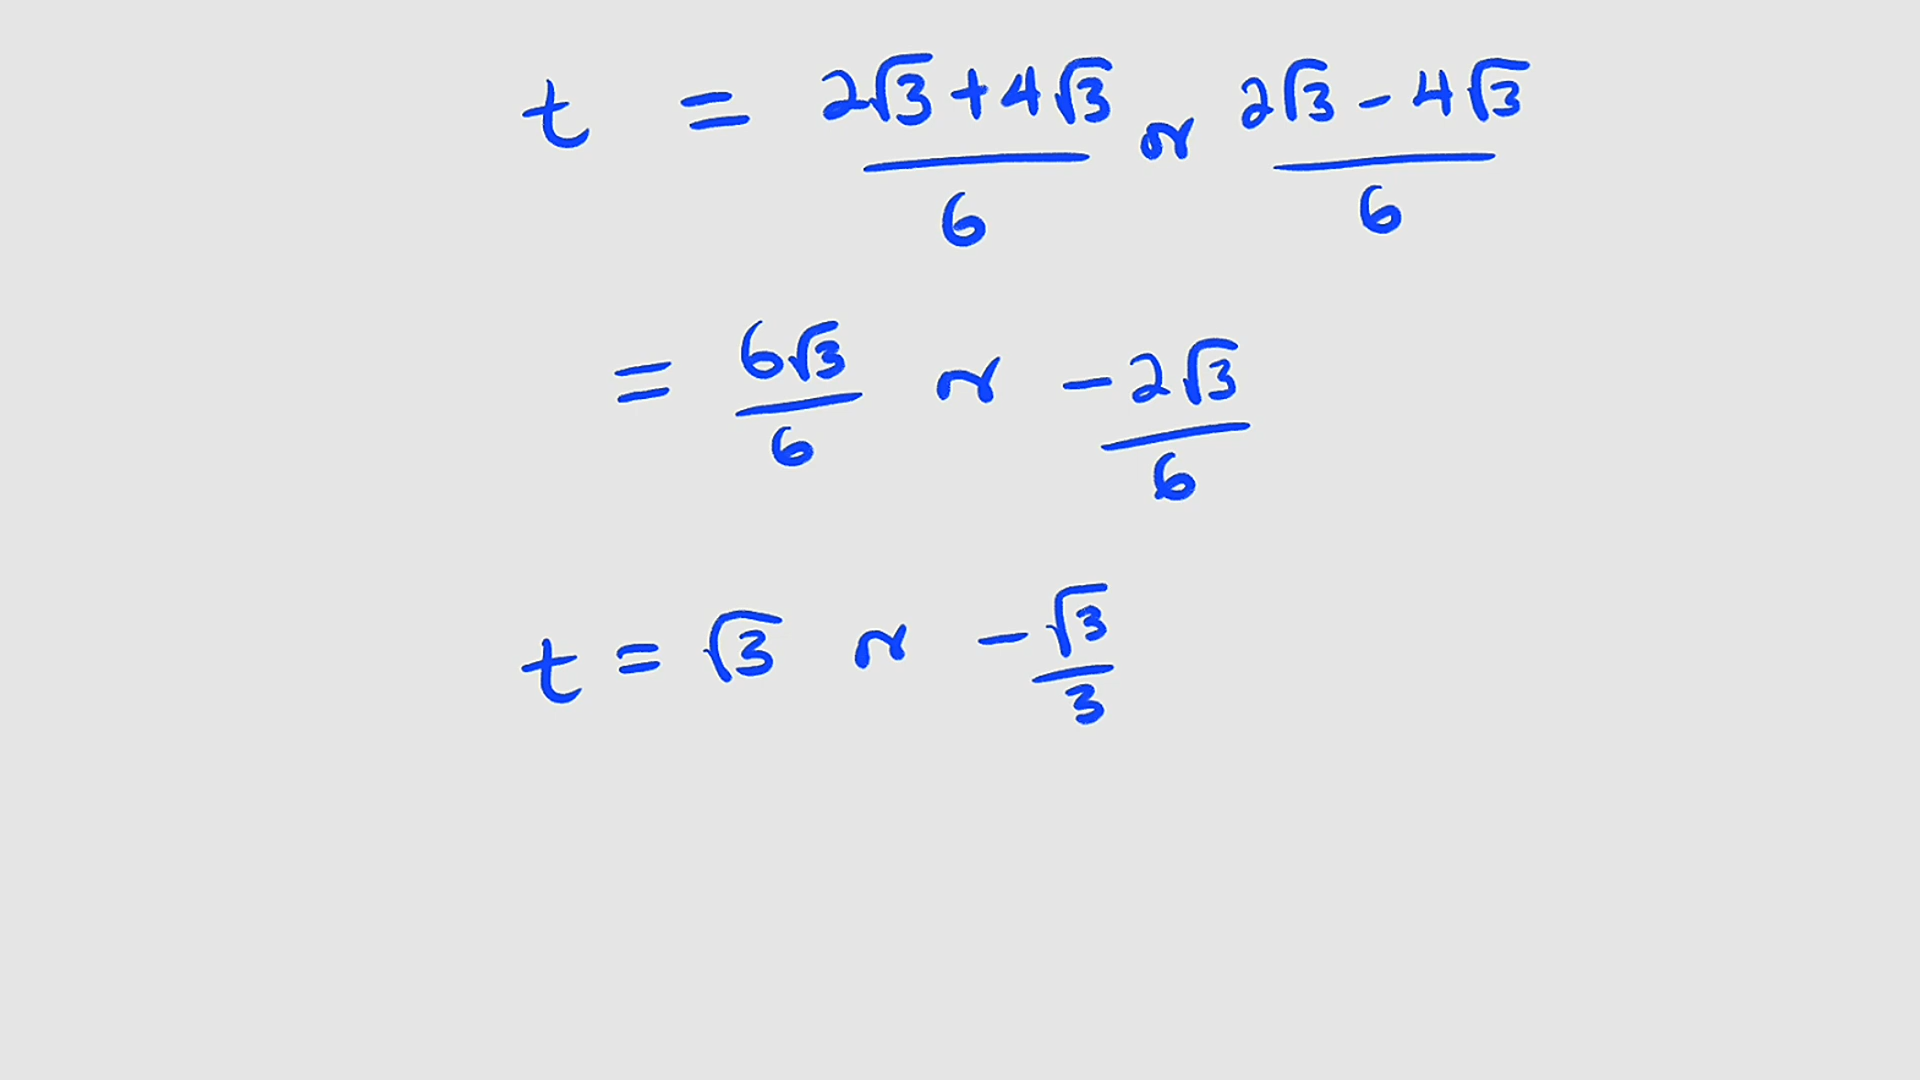 t = (2√3 + 4√3)/6 or (2√3 - 4√3)/6
= 6√3/6 or -2√3/6
t = √3 or -√3/3